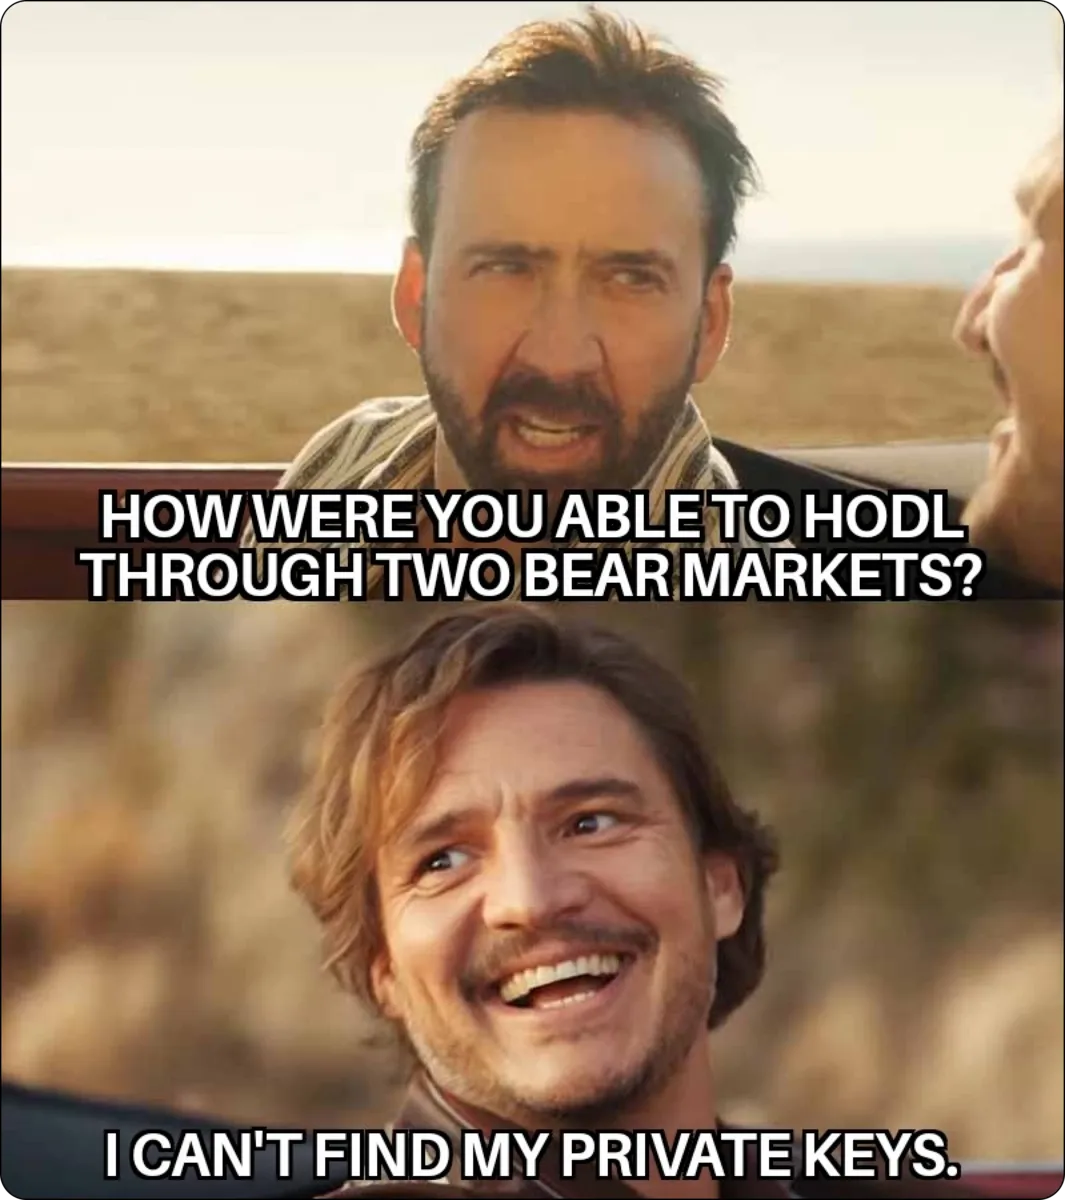 HOW WERE YOU ABLE TO HODL
THROUGH TWO BEAR MARKETS?
I CAN'T FIND MY PRIVATE KEYS.